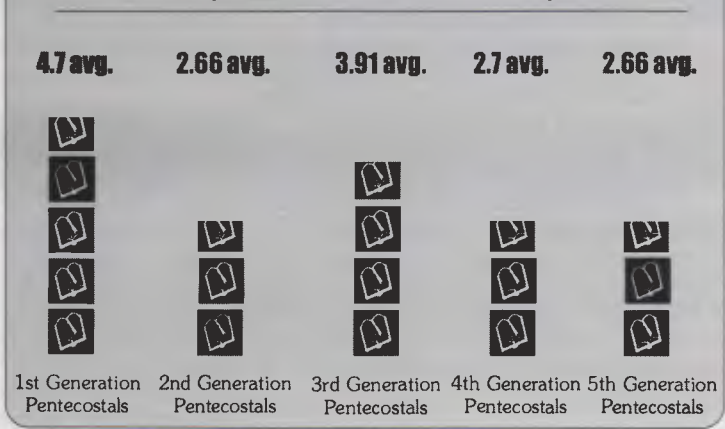 4.7 avg. 2.66 avg. 3.91 avg. 2.7 avg. 2.66 avg.
1st Generation 2nd Generation 3rd Generation 4th Generation 5th Generation
Pentecostals Pentecostals Pentecostals Pentecostals Pentecostals